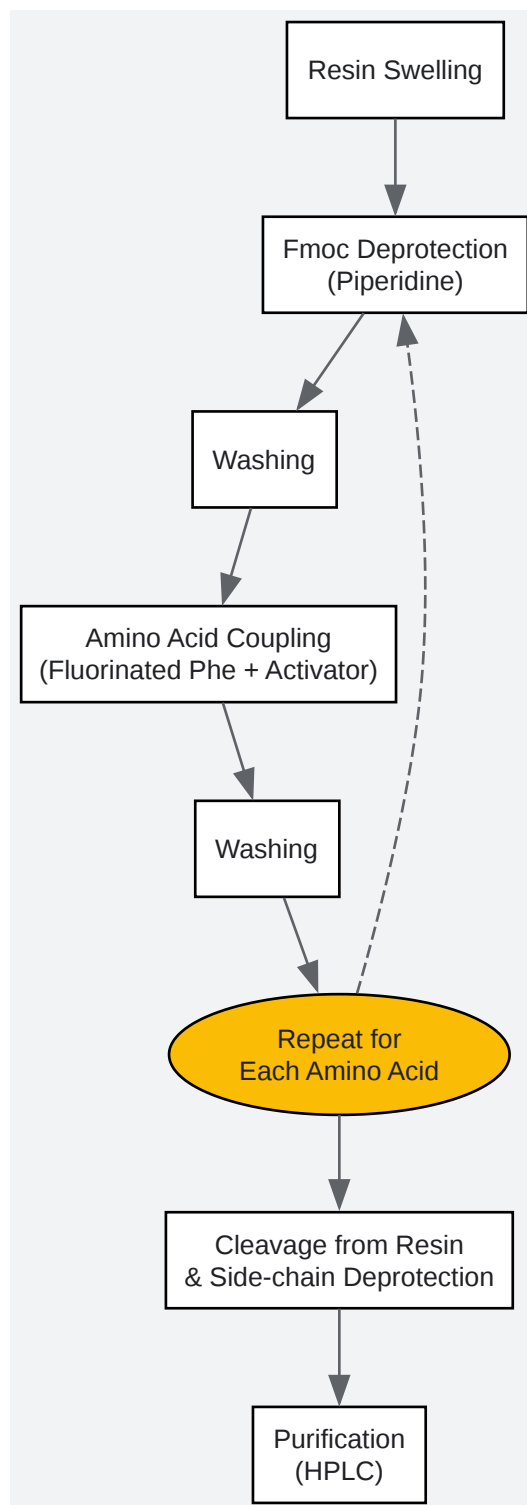 Resin Swelling
Fmoc Deprotection
(Piperidine)
Washing
Amino Acid Coupling
(Fluorinated Phe + Activator)
Washing
Repeat for
Each Amino Acid
Cleavage from Resin
& Side-chain Deprotection
Purification
(HPLC)